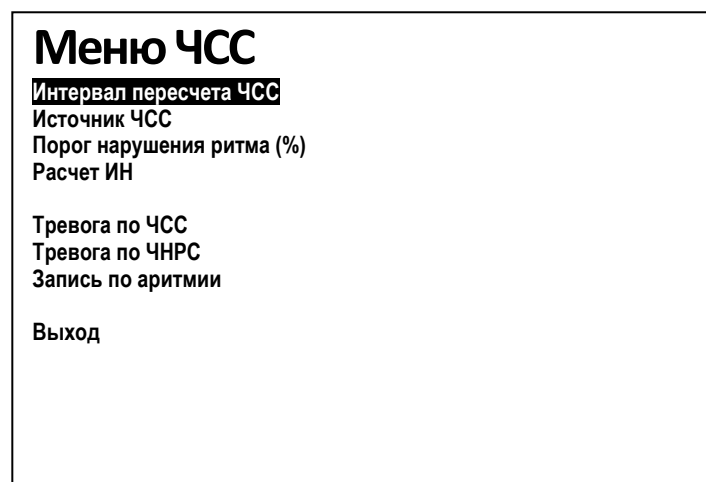 Меню ЧСС
Интервал пересчета ЧСС
Источник ЧСС
Порог нарушения ритма (%)
Расчет ИН
Тревога по ЧСС
Тревога по ЧНРС
Запись по аритмии
Выход